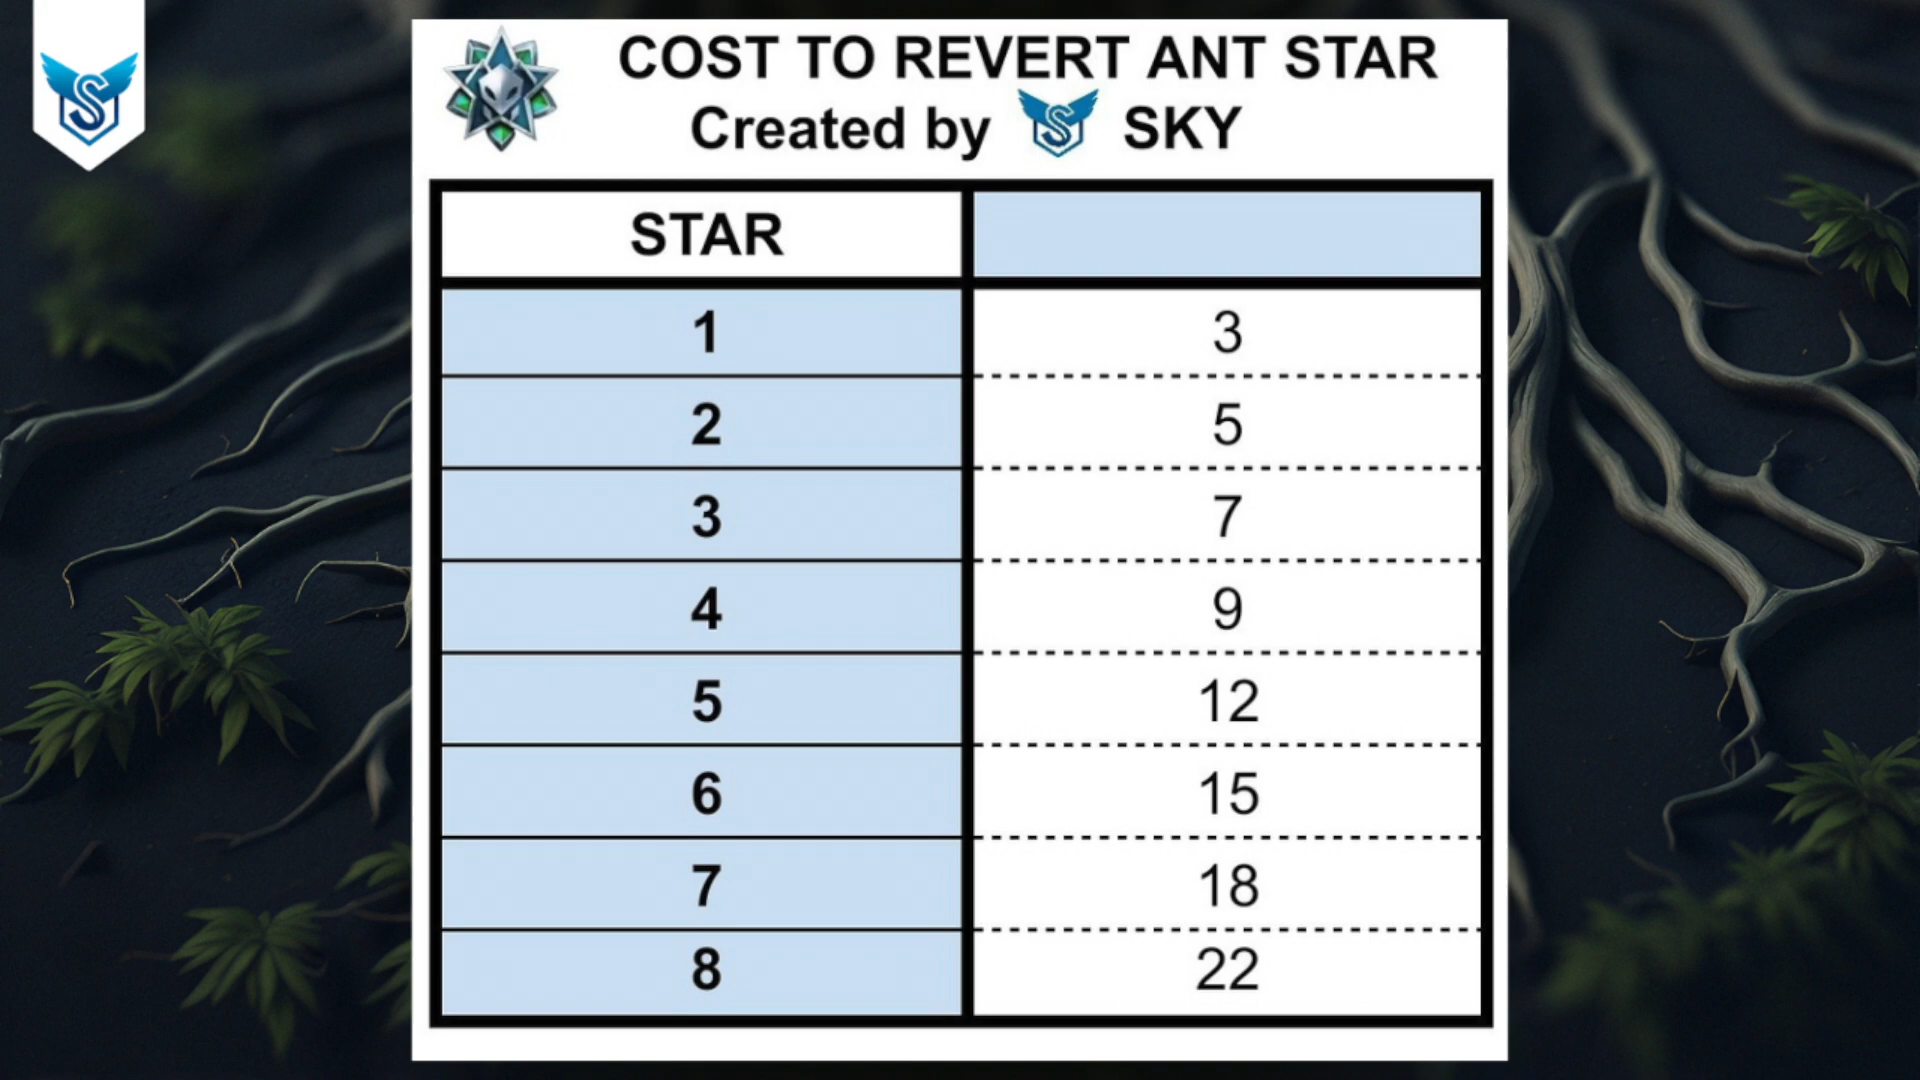 COST TO REVERT ANT STAR
Created by S SKY
STAR
1 3
2 5
3 7
4 9
5 12
6 15
7 18
8 22
S